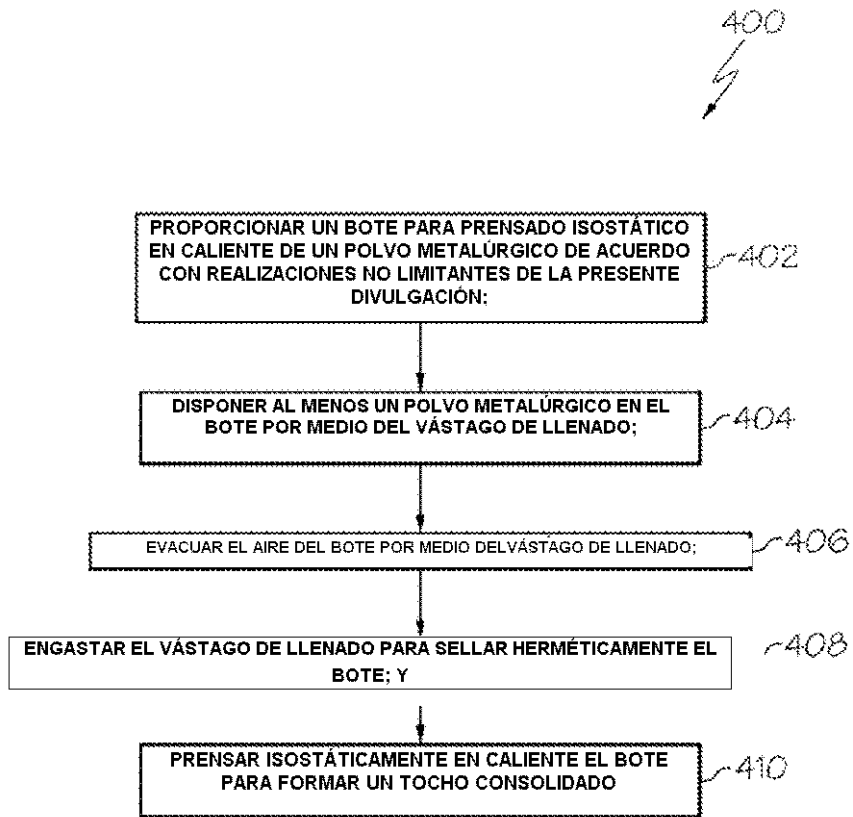 400
PROPORCIONAR UN BOTE PARA PRENSADO ISOSTÁTICO
EN CALIENTE DE UN POLVO METALÚRGICO DE ACUERDO
CON REALIZACIONES NO LIMITANTES DE LA PRESENTE
DIVULGACIÓN;
402
DISPONER AL MENOS UN POLVO METALÚRGICO EN EL
BOTE POR MEDIO DEL VÁSTAGO DE LLENADO;
404
EVACUAR EL AIRE DEL BOTE POR MEDIO DELVÁSTAGO DE LLENADO;
406
ENGASTAR EL VÁSTAGO DE LLENADO PARA SELLAR HERMÉTICAMENTE EL
BOTE; Y
408
PRENSAR ISOSTÁTICAMENTE EN CALIENTE EL BOTE
PARA FORMAR UN TOCHO CONSOLIDADO
410